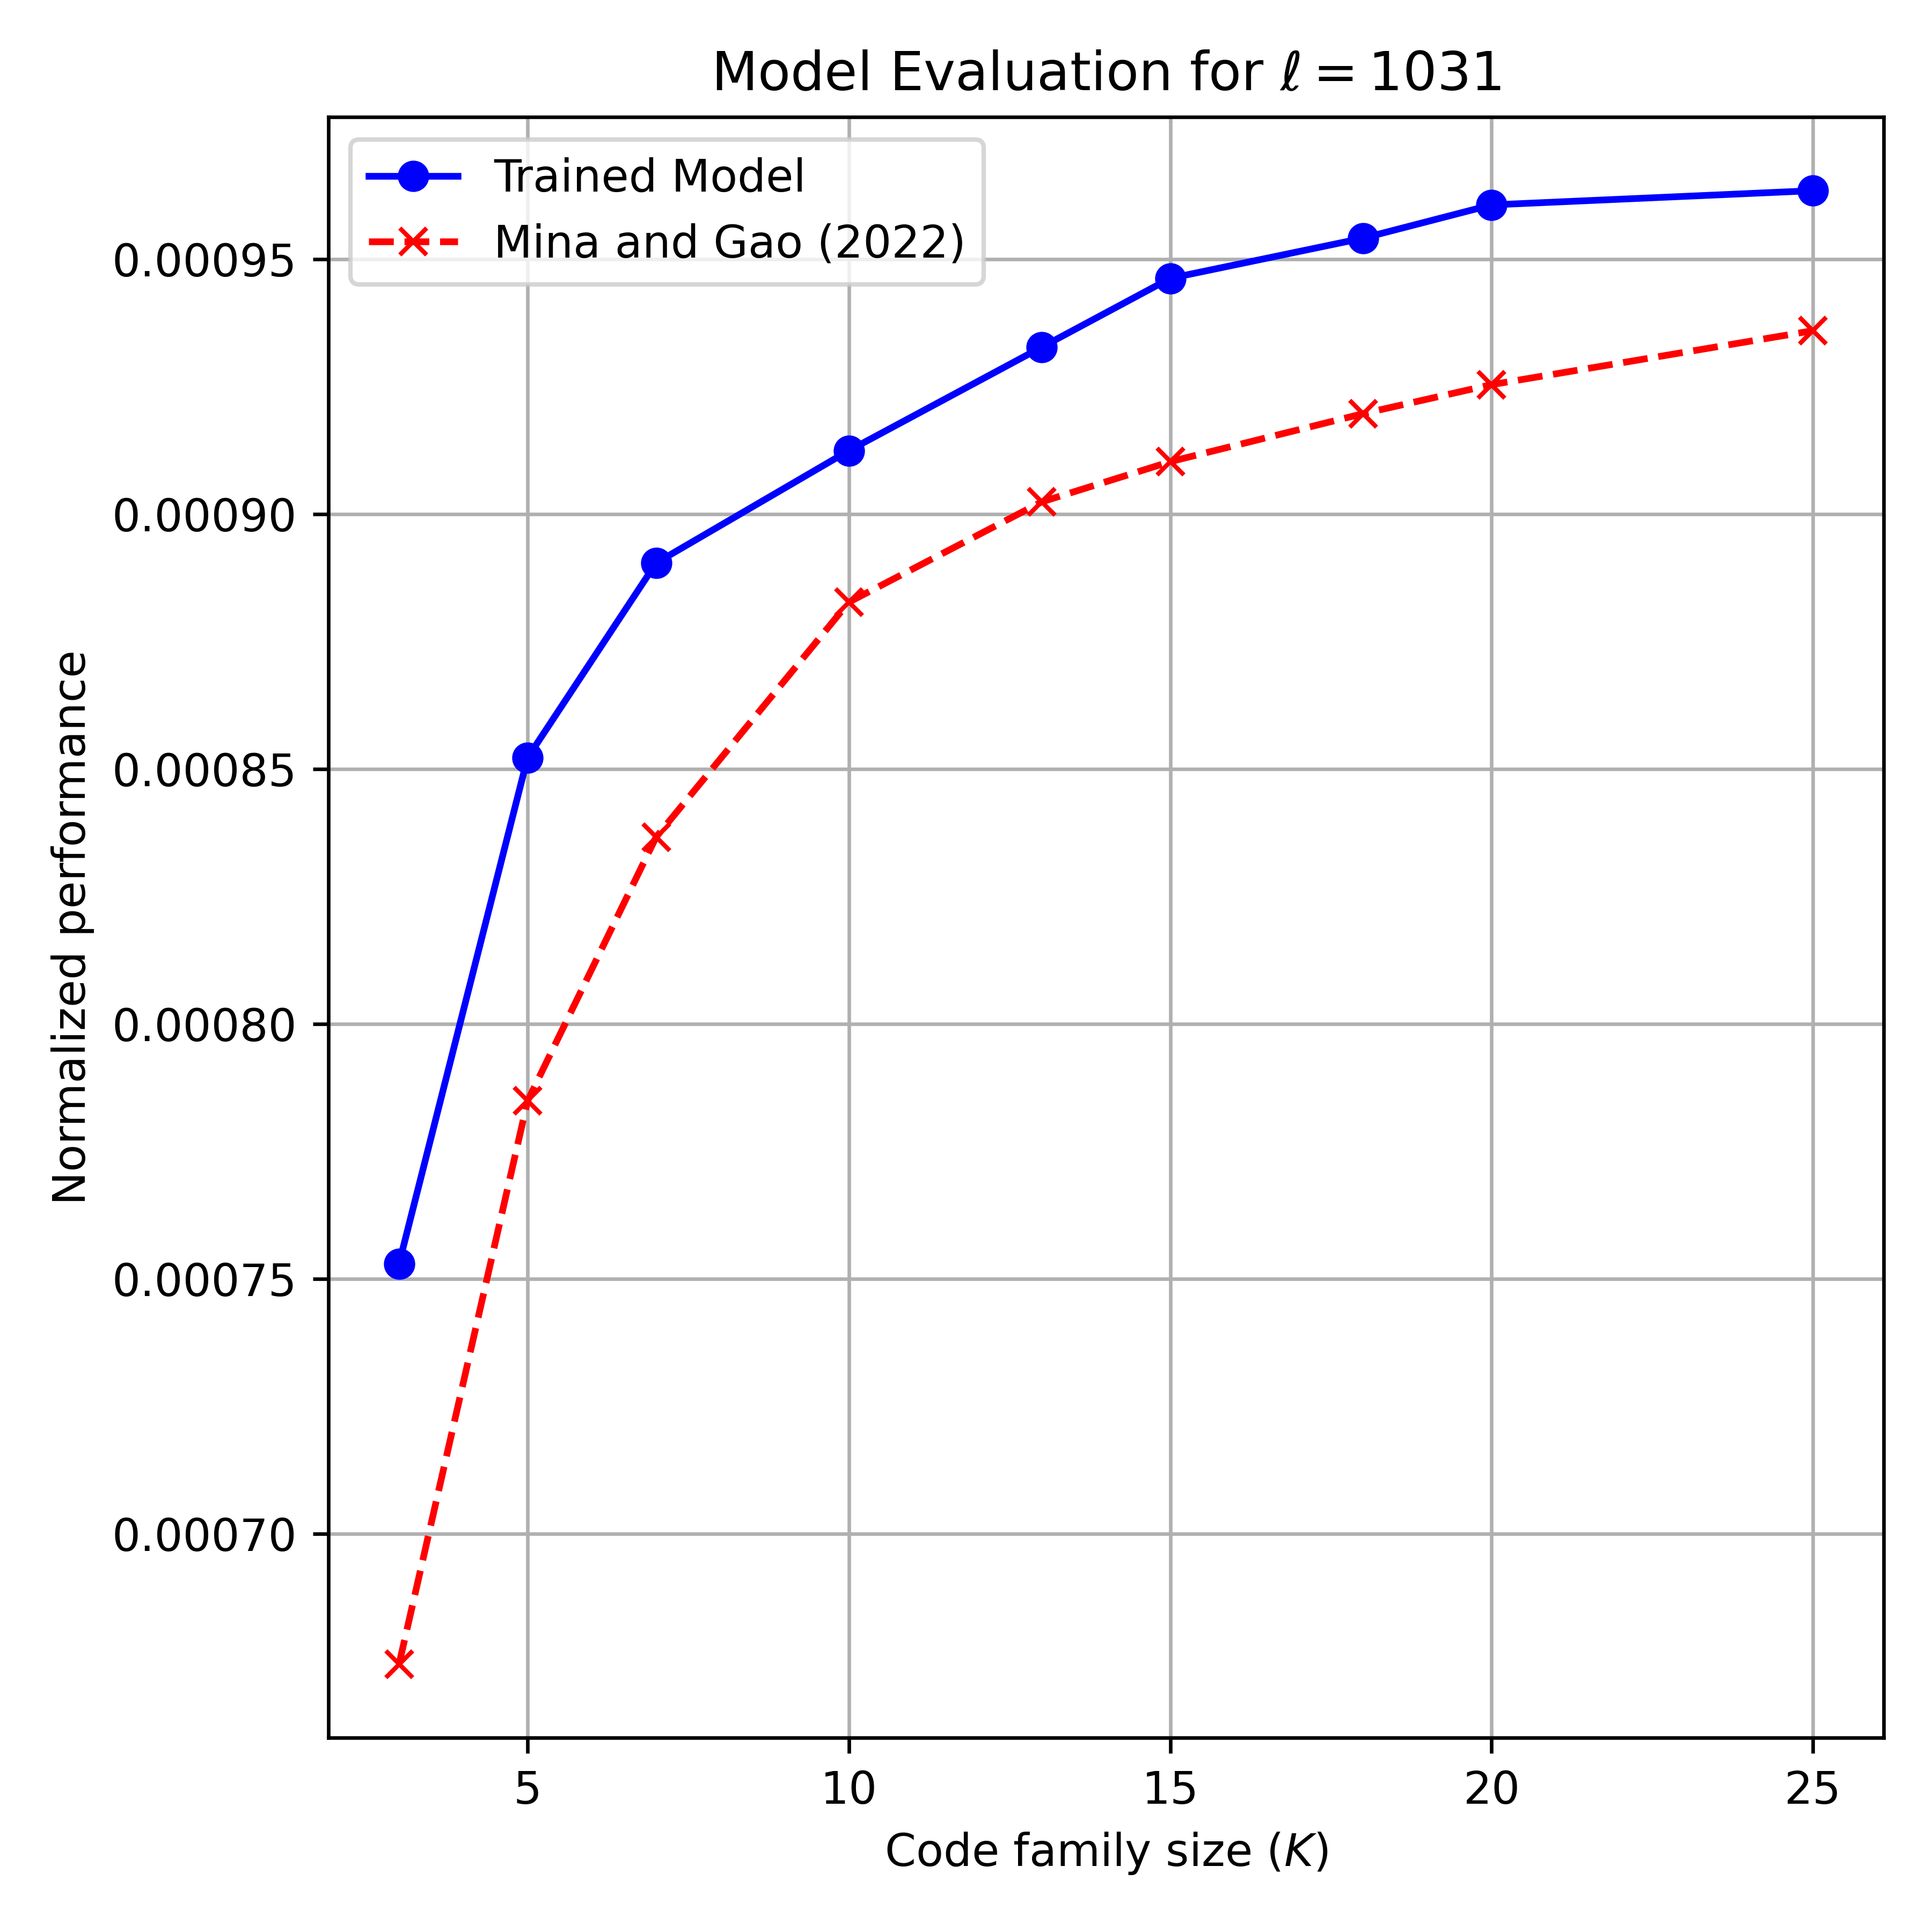 Model Evaluation for ℓ = 1031
Trained Model
Mina and Gao (2022)
Normalized performance
0.00095
0.00090
0.00085
0.00080
0.00075
0.00070
5 10 15 20 25
Code family size (K)